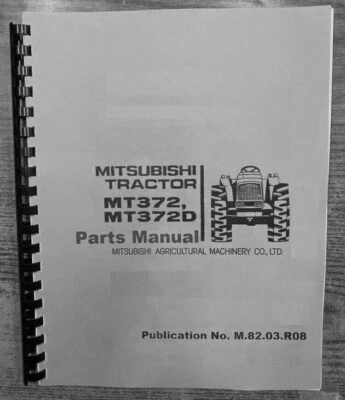 MITSUBISHI
TRACTOR
MT372,
MT372D
Parts Manual
MITSUBISHI AGRICULTURAL MACHINERY CO., LTD.
Publication No. M.82.03.R08